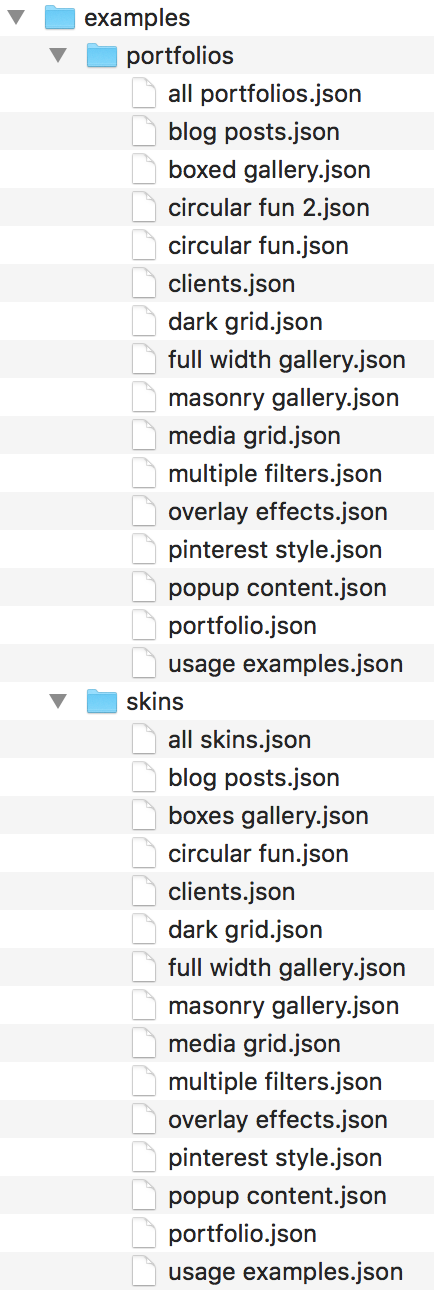 examples
portfolios
all portfolios.json
blog posts.json
boxed gallery.json
circular fun 2.json
circular fun.json
clients.json
dark grid.json
full width gallery.json
masonry gallery.json
media grid.json
multiple filters.json
overlay effects.json
pinterest style.json
popup content.json
portfolio.json
usage examples.json
skins
all skins.json
blog posts.json
boxes gallery.json
circular fun.json
clients.json
dark grid.json
full width gallery.json
masonry gallery.json
media grid.json
multiple filters.json
overlay effects.json
pinterest style.json
popup content.json
portfolio.json
usage examples.json